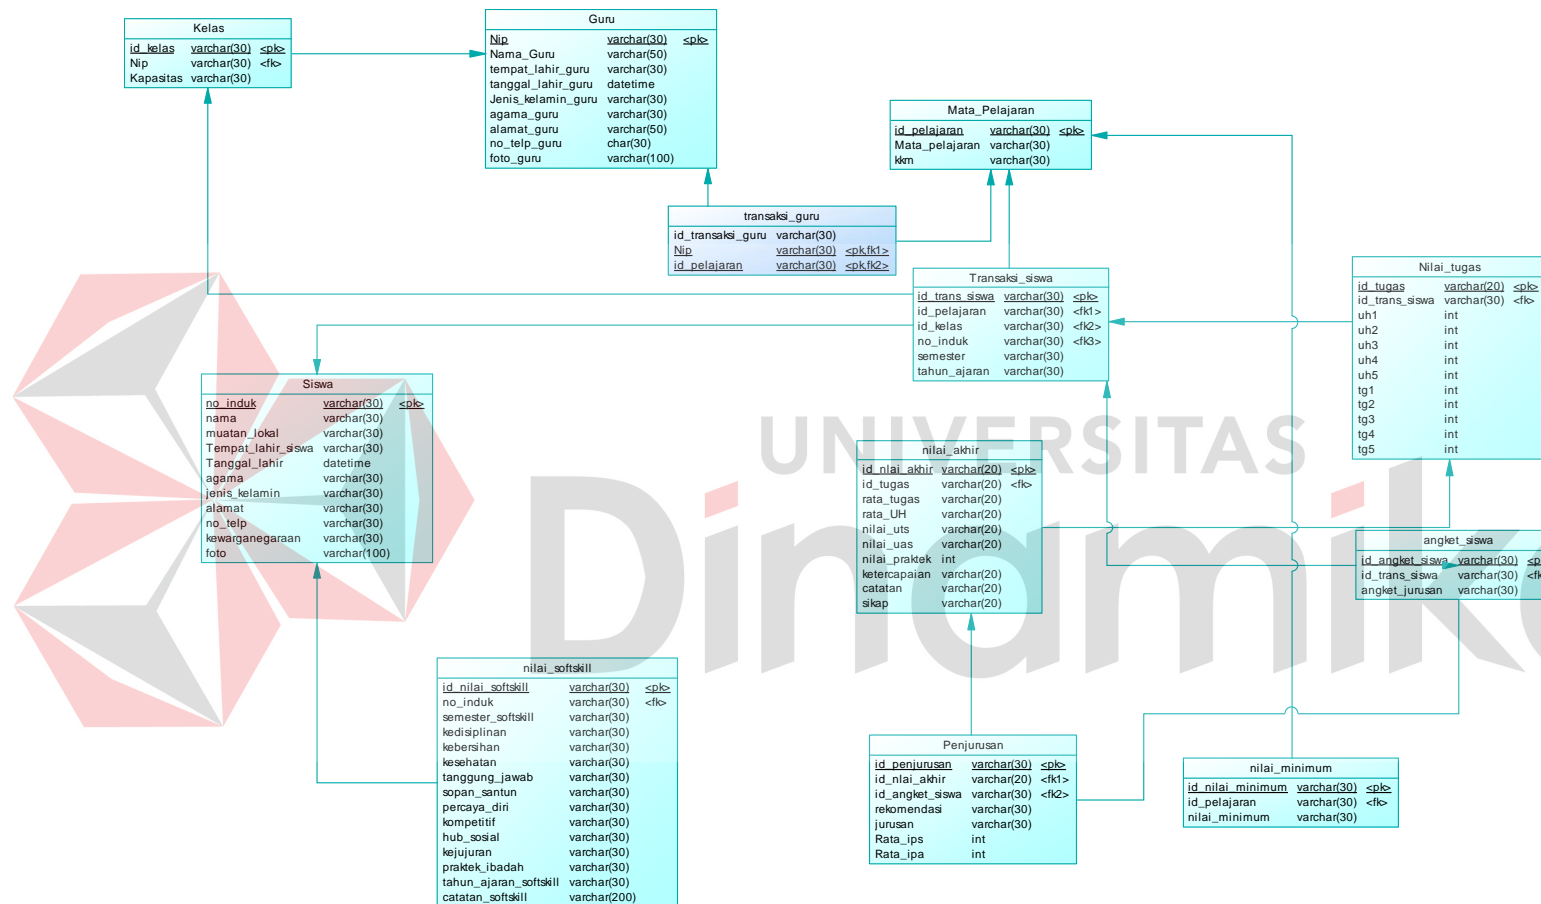 Kelas
id_kelas varchar(30) <pk>
Nip varchar(30) <fk>
Kapasitas varchar(30)
Guru
Nip varchar(30) <pk>
Nama_Guru varchar(50)
tempat_lahir_guru varchar(30)
tanggal_lahir_guru datetime
Jenis_kelamin_guru varchar(30)
agama_guru varchar(30)
alamat_guru varchar(50)
no_telp_guru char(30)
foto_guru varchar(100)
Mata_Pelajaran
id_pelajaran varchar(30) <pk>
Mata_pelajaran varchar(30)
kkm varchar(30)
transaksi_guru
id_transaksi_guru varchar(30)
Nip varchar(30) <pk,fk1>
id_pelajaran varchar(30) <pk,fk2>
Transaksi_siswa
id_trans_siswa varchar(30) <pk>
id_pelajaran varchar(30) <fk1>
id_kelas varchar(30) <fk2>
no_induk varchar(30) <fk3>
semester varchar(30)
tahun_ajaran varchar(30)
Nilai_tugas
id_tugas varchar(20) <pk>
id_trans_siswa varchar(30) <fk>
uh1 int
uh2 int
uh3 int
uh4 int
uh5 int
tg1 int
tg2 int
tg3 int
tg4 int
tg5 int
Siswa
no_induk varchar(30) <pk>
nama varchar(30)
muatan_lokal varchar(30)
Tempat_lahir_siswa varchar(30)
Tanggal_lahir datetime
agama varchar(30)
jenis_kelamin varchar(30)
alamat varchar(30)
no_telp varchar(30)
kewarganegaraan varchar(30)
foto varchar(100)
UNIVERSITAS
Dinamika
nilai_akhir
id_nlai_akhir varchar(20) <pk>
id_tugas varchar(20) <fk>
rata_tugas varchar(20)
rata_UH varchar(20)
nilai_uts varchar(20)
nilai_uas varchar(20)
nilai_praktek int
ketercapaian varchar(20)
catatan varchar(20)
sikap varchar(20)
angket_siswa
id_angket_siswa varchar(30) <p
id_trans_siswa varchar(30) <fk
angket_jurusan varchar(30)
nilai_softskill
id_nilai_softskill varchar(30) <pk>
no_induk varchar(30) <fk>
semester_softskill varchar(30)
kedisiplinan varchar(30)
kebersihan varchar(30)
kesehatan varchar(30)
tanggung_jawab varchar(30)
sopan_santun varchar(30)
percaya_diri varchar(30)
kompetitif varchar(30)
hub_sosial varchar(30)
kejujuran varchar(30)
praktek_ibadah varchar(30)
tahun_ajaran_softskill varchar(30)
catatan_softskill varchar(200)
Penjurusan
id_penjurusan varchar(30) <pk>
id_nlai_akhir varchar(20) <fk1>
id_angket_siswa varchar(30) <fk2>
rekomendasi varchar(30)
jurusan varchar(30)
Rata_ips int
Rata_ipa int
nilai_minimum
id_nilai_minimum varchar(30) <pk>
id_pelajaran varchar(30) <fk>
nilai_minimum varchar(30)